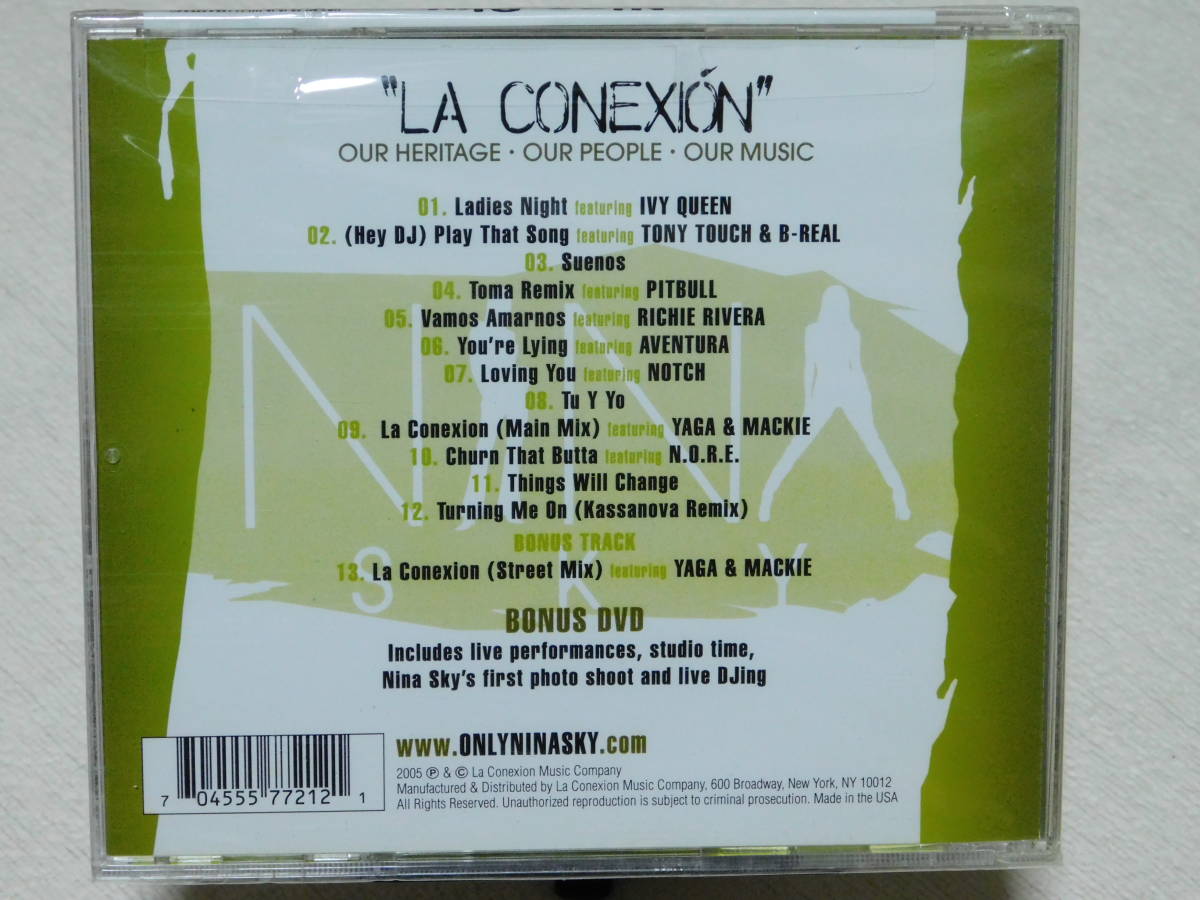 "LA CONEXIÓN"
OUR HERITAGE · OUR PEOPLE · OUR MUSIC
01. Ladies Night featuring IVY QUEEN
02. (Hey DJ) Play That Song featuring TONY TOUCH & B-REAL
03. Suenos
04. Toma Remix featuring PITBULL
05. Vamos Amarnos featuring RICHIE RIVERA
06. You're Lying featuring AVENTURA
07. Loving You featuring NOTCH
08. Tu Y Yo
09. La Conexion (Main Mix) featuring YAGA & MACKIE
10. Churn That Butta featuring N.O.R.E.
11. Things Will Change
12. Turning Me On (Kassanova Remix)
BONUS TRACK
13. La Conexion (Street Mix) featuring YAGA & MACKIE
NINA
SKY
BONUS DVD
Includes live performances, studio time,
Nina Sky's first photo shoot and live DJing
www.ONLYNINASKY.com
2005 ℗ & © La Conexion Music Company
Manufactured & Distributed by La Conexion Music Company, 600 Broadway, New York, NY 10012
All Rights Reserved. Unauthorized reproduction is subject to criminal prosecution. Made in the USA
7 04555 77212 1